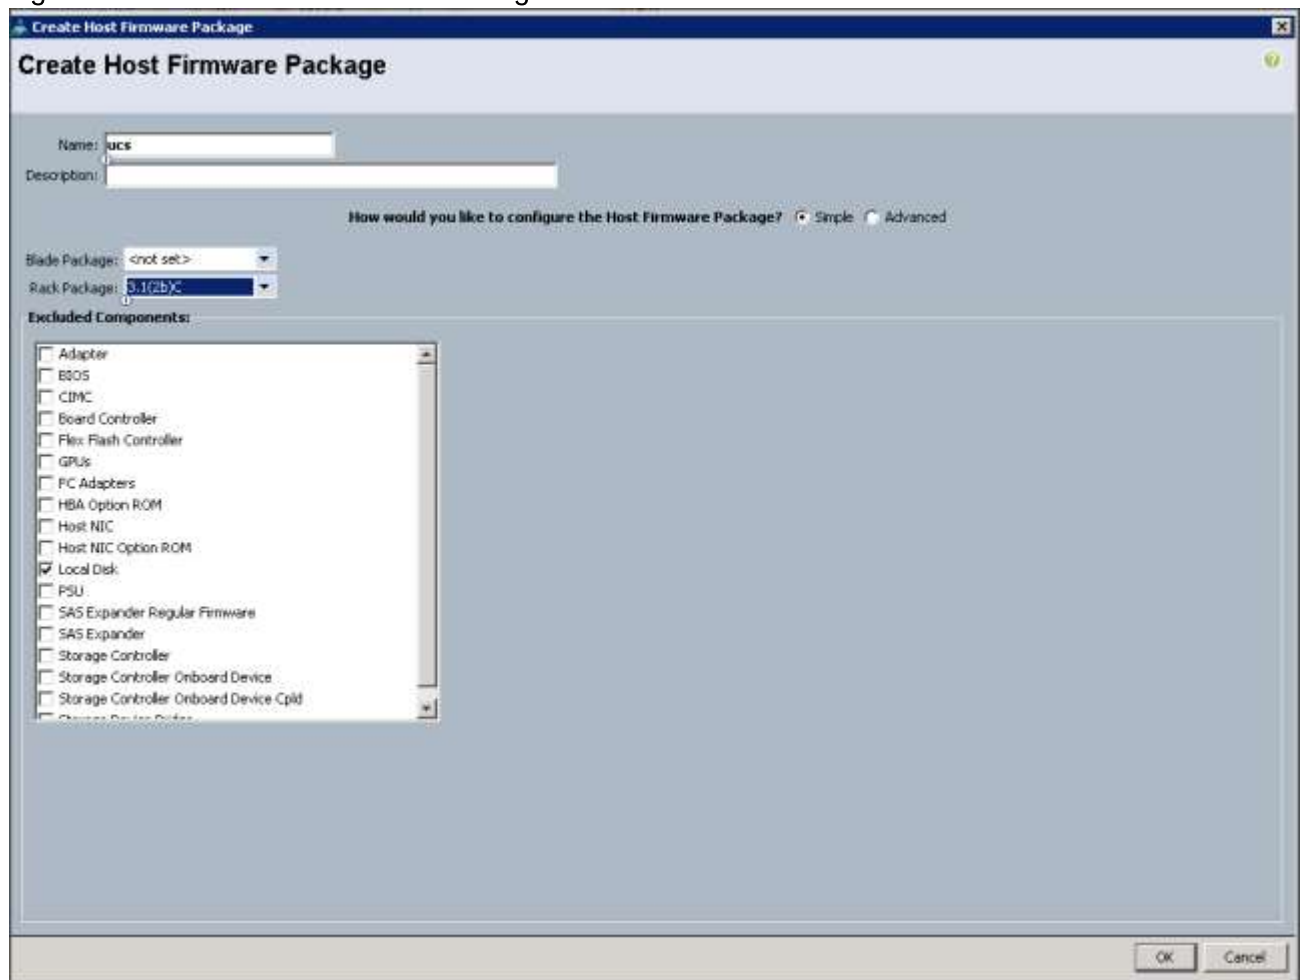 Create Host Firmware Package
Create Host Firmware Package
Name: ucs
Description:
How would you like to configure the Host Firmware Package? Simple Advanced
Blade Package: <not set>
Rack Package: 3.1(2b)C
Excluded Components:
Adapter
BIOS
CIMC
Board Controller
Flex Flash Controller
GPUs
FC Adapters
HBA Option ROM
Host NIC
Host NIC Option ROM
Local Disk
PSU
SAS Expander Regular Firmware
SAS Expander
Storage Controller
Storage Controller Onboard Device
Storage Controller Onboard Device Cpld
OK Cancel